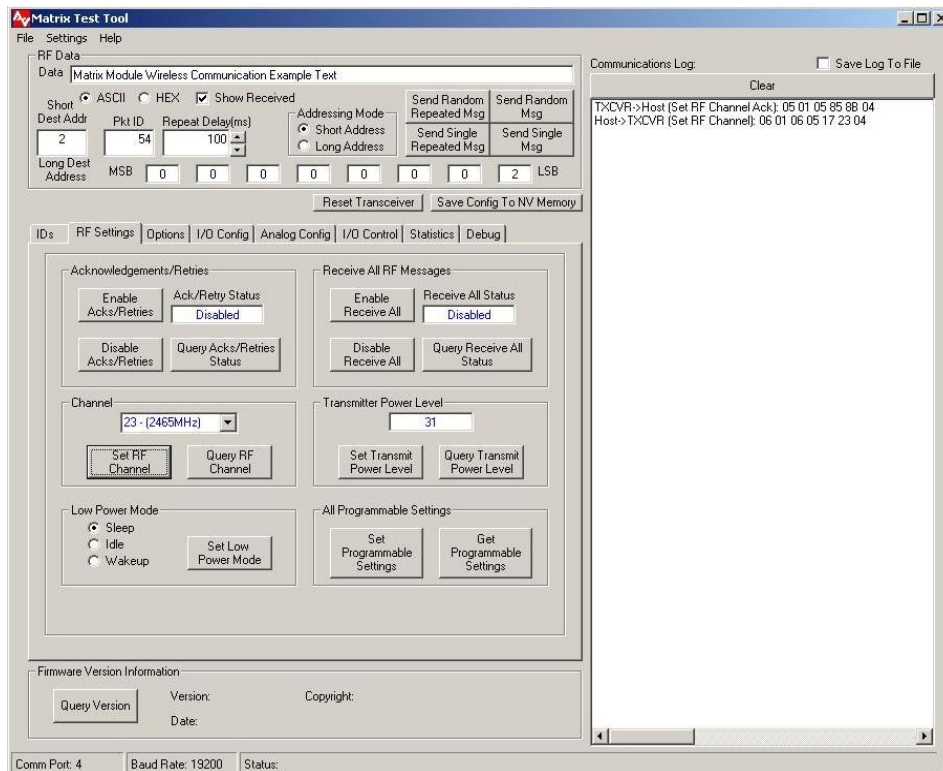 Matrix Test Tool
File Settings Help
RF Data
Data Matrix Module Wireless Communication Example Text
ASCII HEX Show Received
Short Dest Addr
2
Pkt ID
54
Repeat Delay(ms)
100
Addressing Mode
Short Address
Long Address
Send Random Repeated Msg
Send Random Msg
Send Single Repeated Msg
Send Single Msg
Long Dest Address
MSB 0 0 0 0 0 0 0 2 LSB
Reset Transceiver Save Config To NV Memory
IDs RF Settings Options I/O Config Analog Config I/O Control Statistics Debug
Acknowledgements/Retries
Enable Acks/Retries
Ack/Retry Status
Disabled
Disable Acks/Retries
Query Acks/Retries Status
Receive All RF Messages
Enable Receive All
Receive All Status
Disabled
Disable Receive All
Query Receive All Status
Channel
23 - (2465MHz)
Set RF Channel
Query RF Channel
Transmitter Power Level
31
Set Transmit Power Level
Query Transmit Power Level
Low Power Mode
Sleep
Idle
Wakeup
Set Low Power Mode
All Programmable Settings
Set Programmable Settings
Get Programmable Settings
Firmware Version Information
Query Version
Version:
Copyright:
Date:
Communications Log:
Save Log To File
Clear
TXCVR->Host (Set RF Channel Ack): 05 01 05 85 8B 04
Host->TXCVR (Set RF Channel): 06 01 06 05 17 23 04
Comm Port: 4 Baud Rate: 19200 Status: